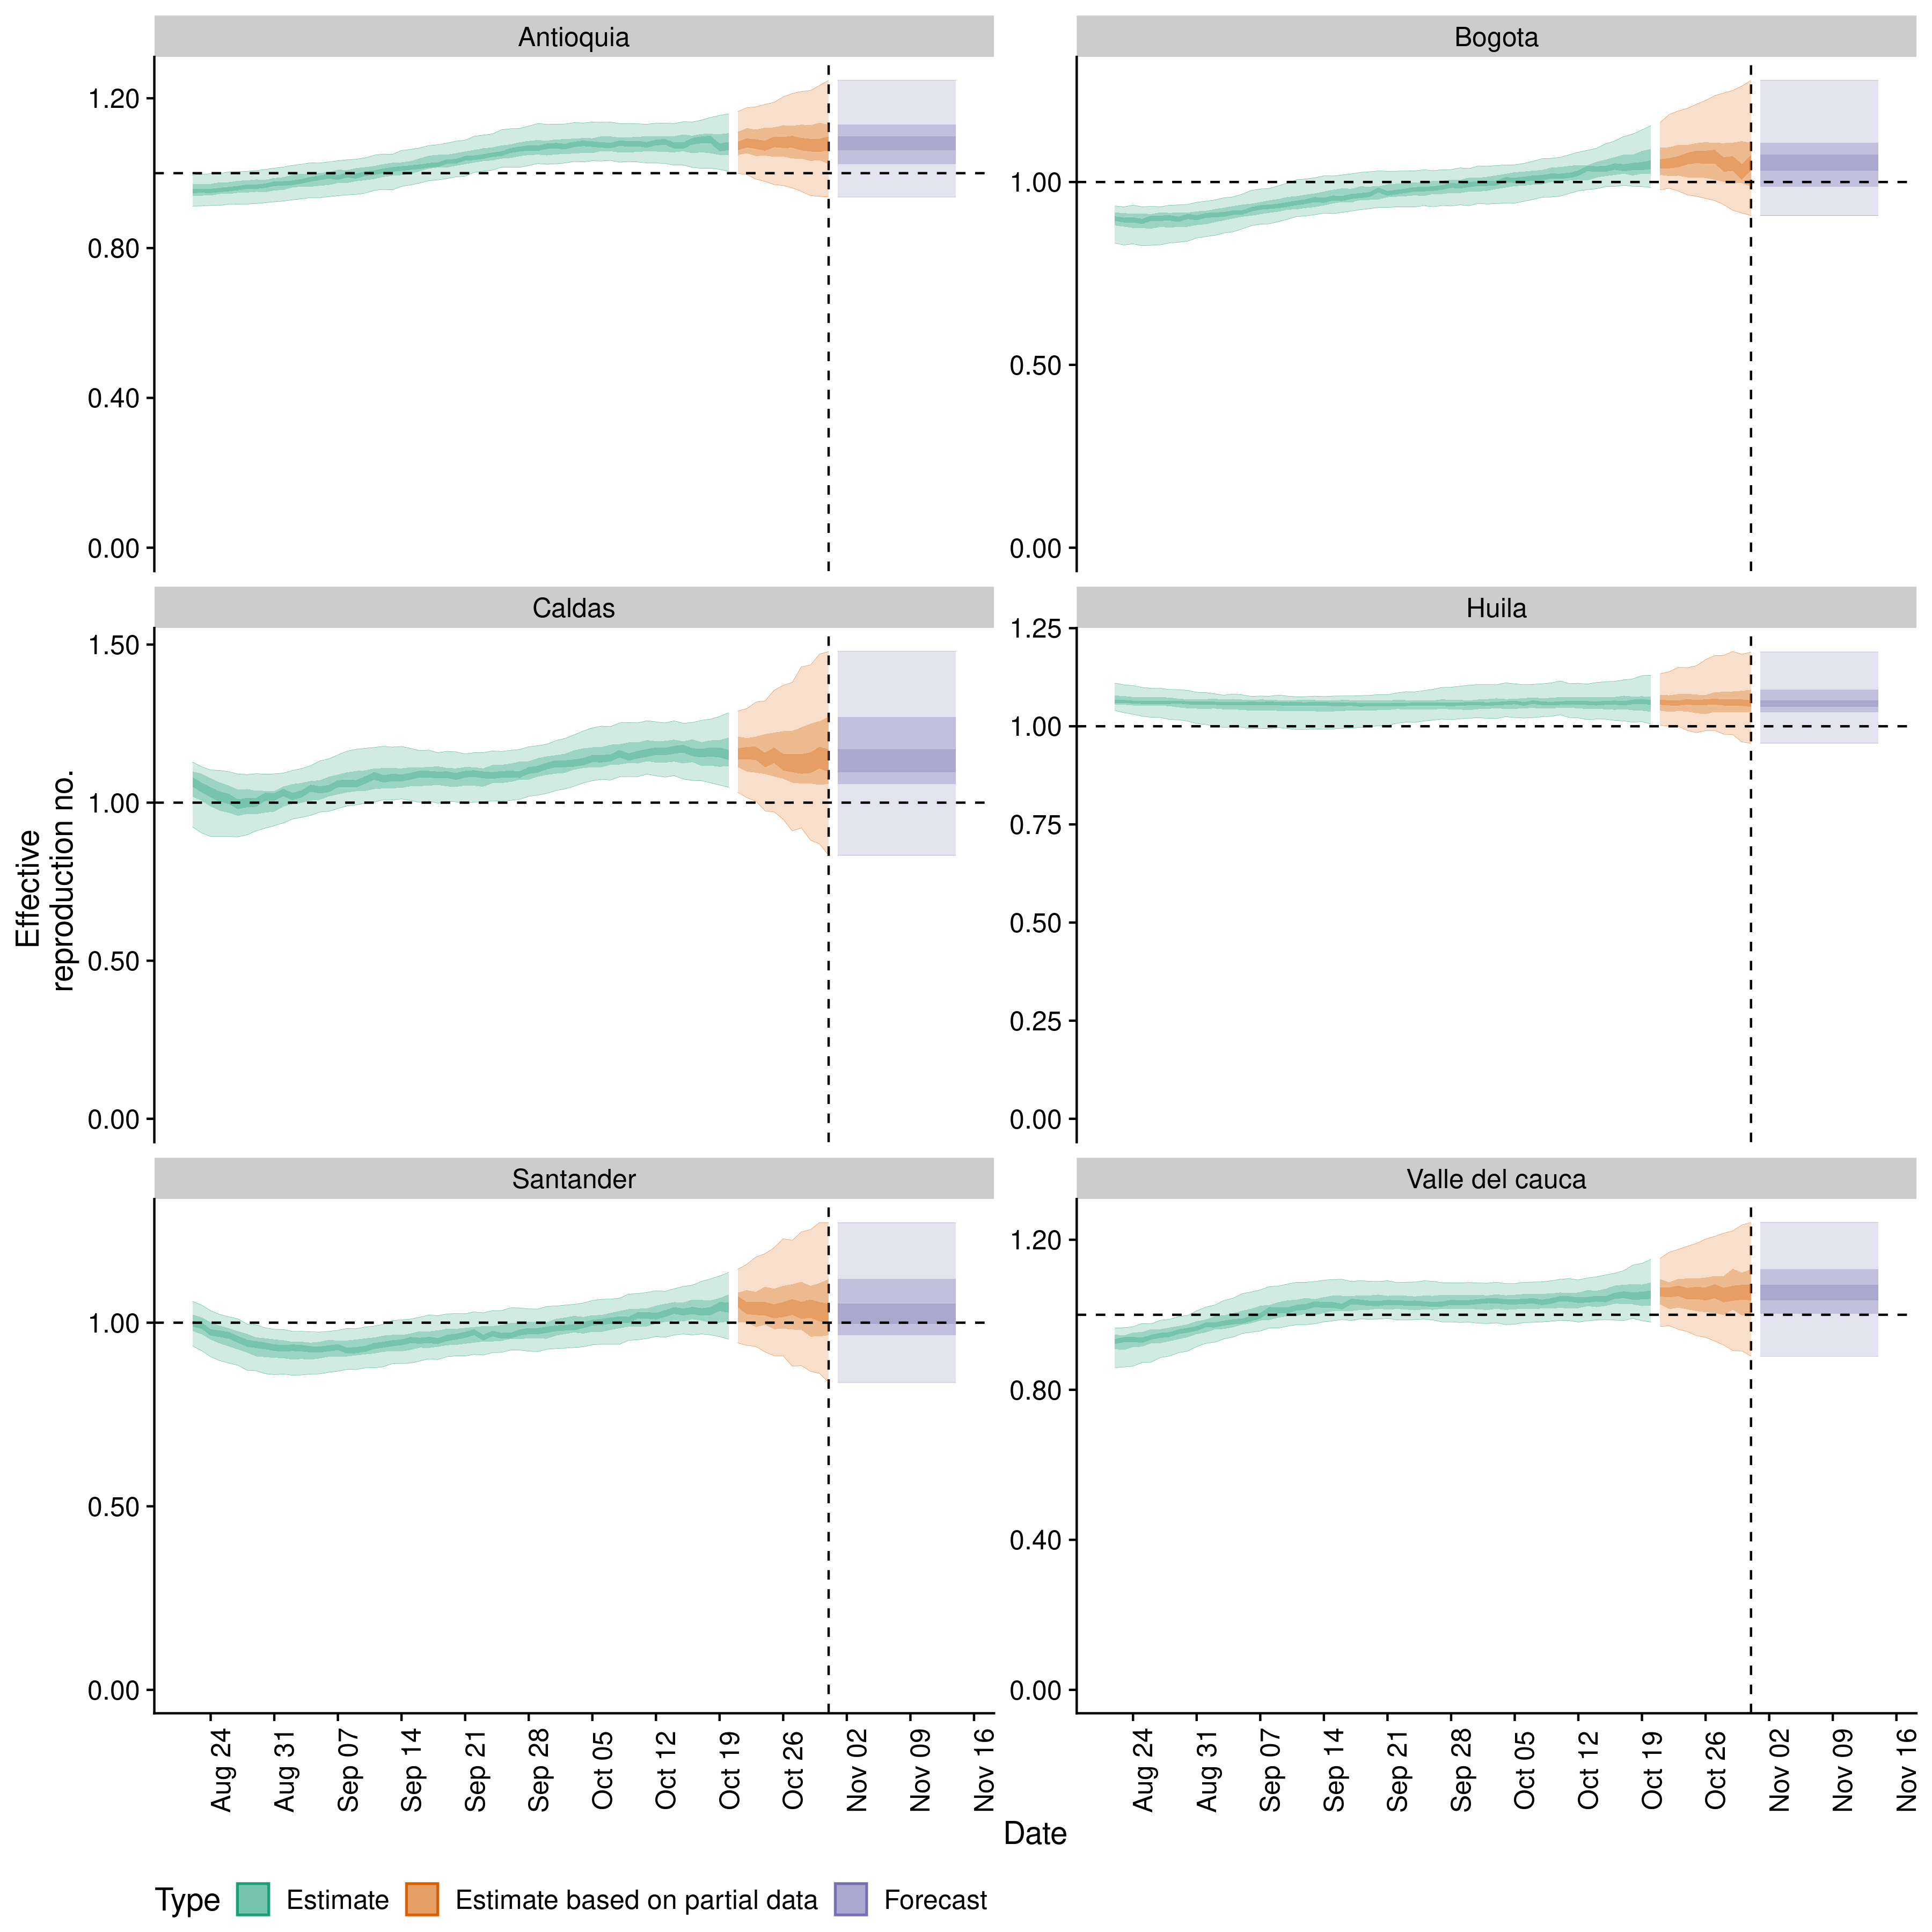 Antioquia
Bogota
1.20
0.80
0.40
0.00
1.00
0.50
0.00
Caldas
Huila
1.50
1.00
0.50
0.00
1.25
1.00
0.75
0.50
0.25
0.00
Effective
reproduction no.
Santander
Valle del cauca
1.00
0.50
0.00
1.20
0.80
0.40
0.00
Aug 24
Aug 31
Sep 07
Sep 14
Sep 21
Sep 28
Oct 05
Oct 12
Oct 19
Oct 26
Nov 02
Nov 09
Nov 16
Aug 24
Aug 31
Sep 07
Sep 14
Sep 21
Sep 28
Oct 05
Oct 12
Oct 19
Oct 26
Nov 02
Nov 09
Nov 16
Date
Type Estimate Estimate based on partial data Forecast